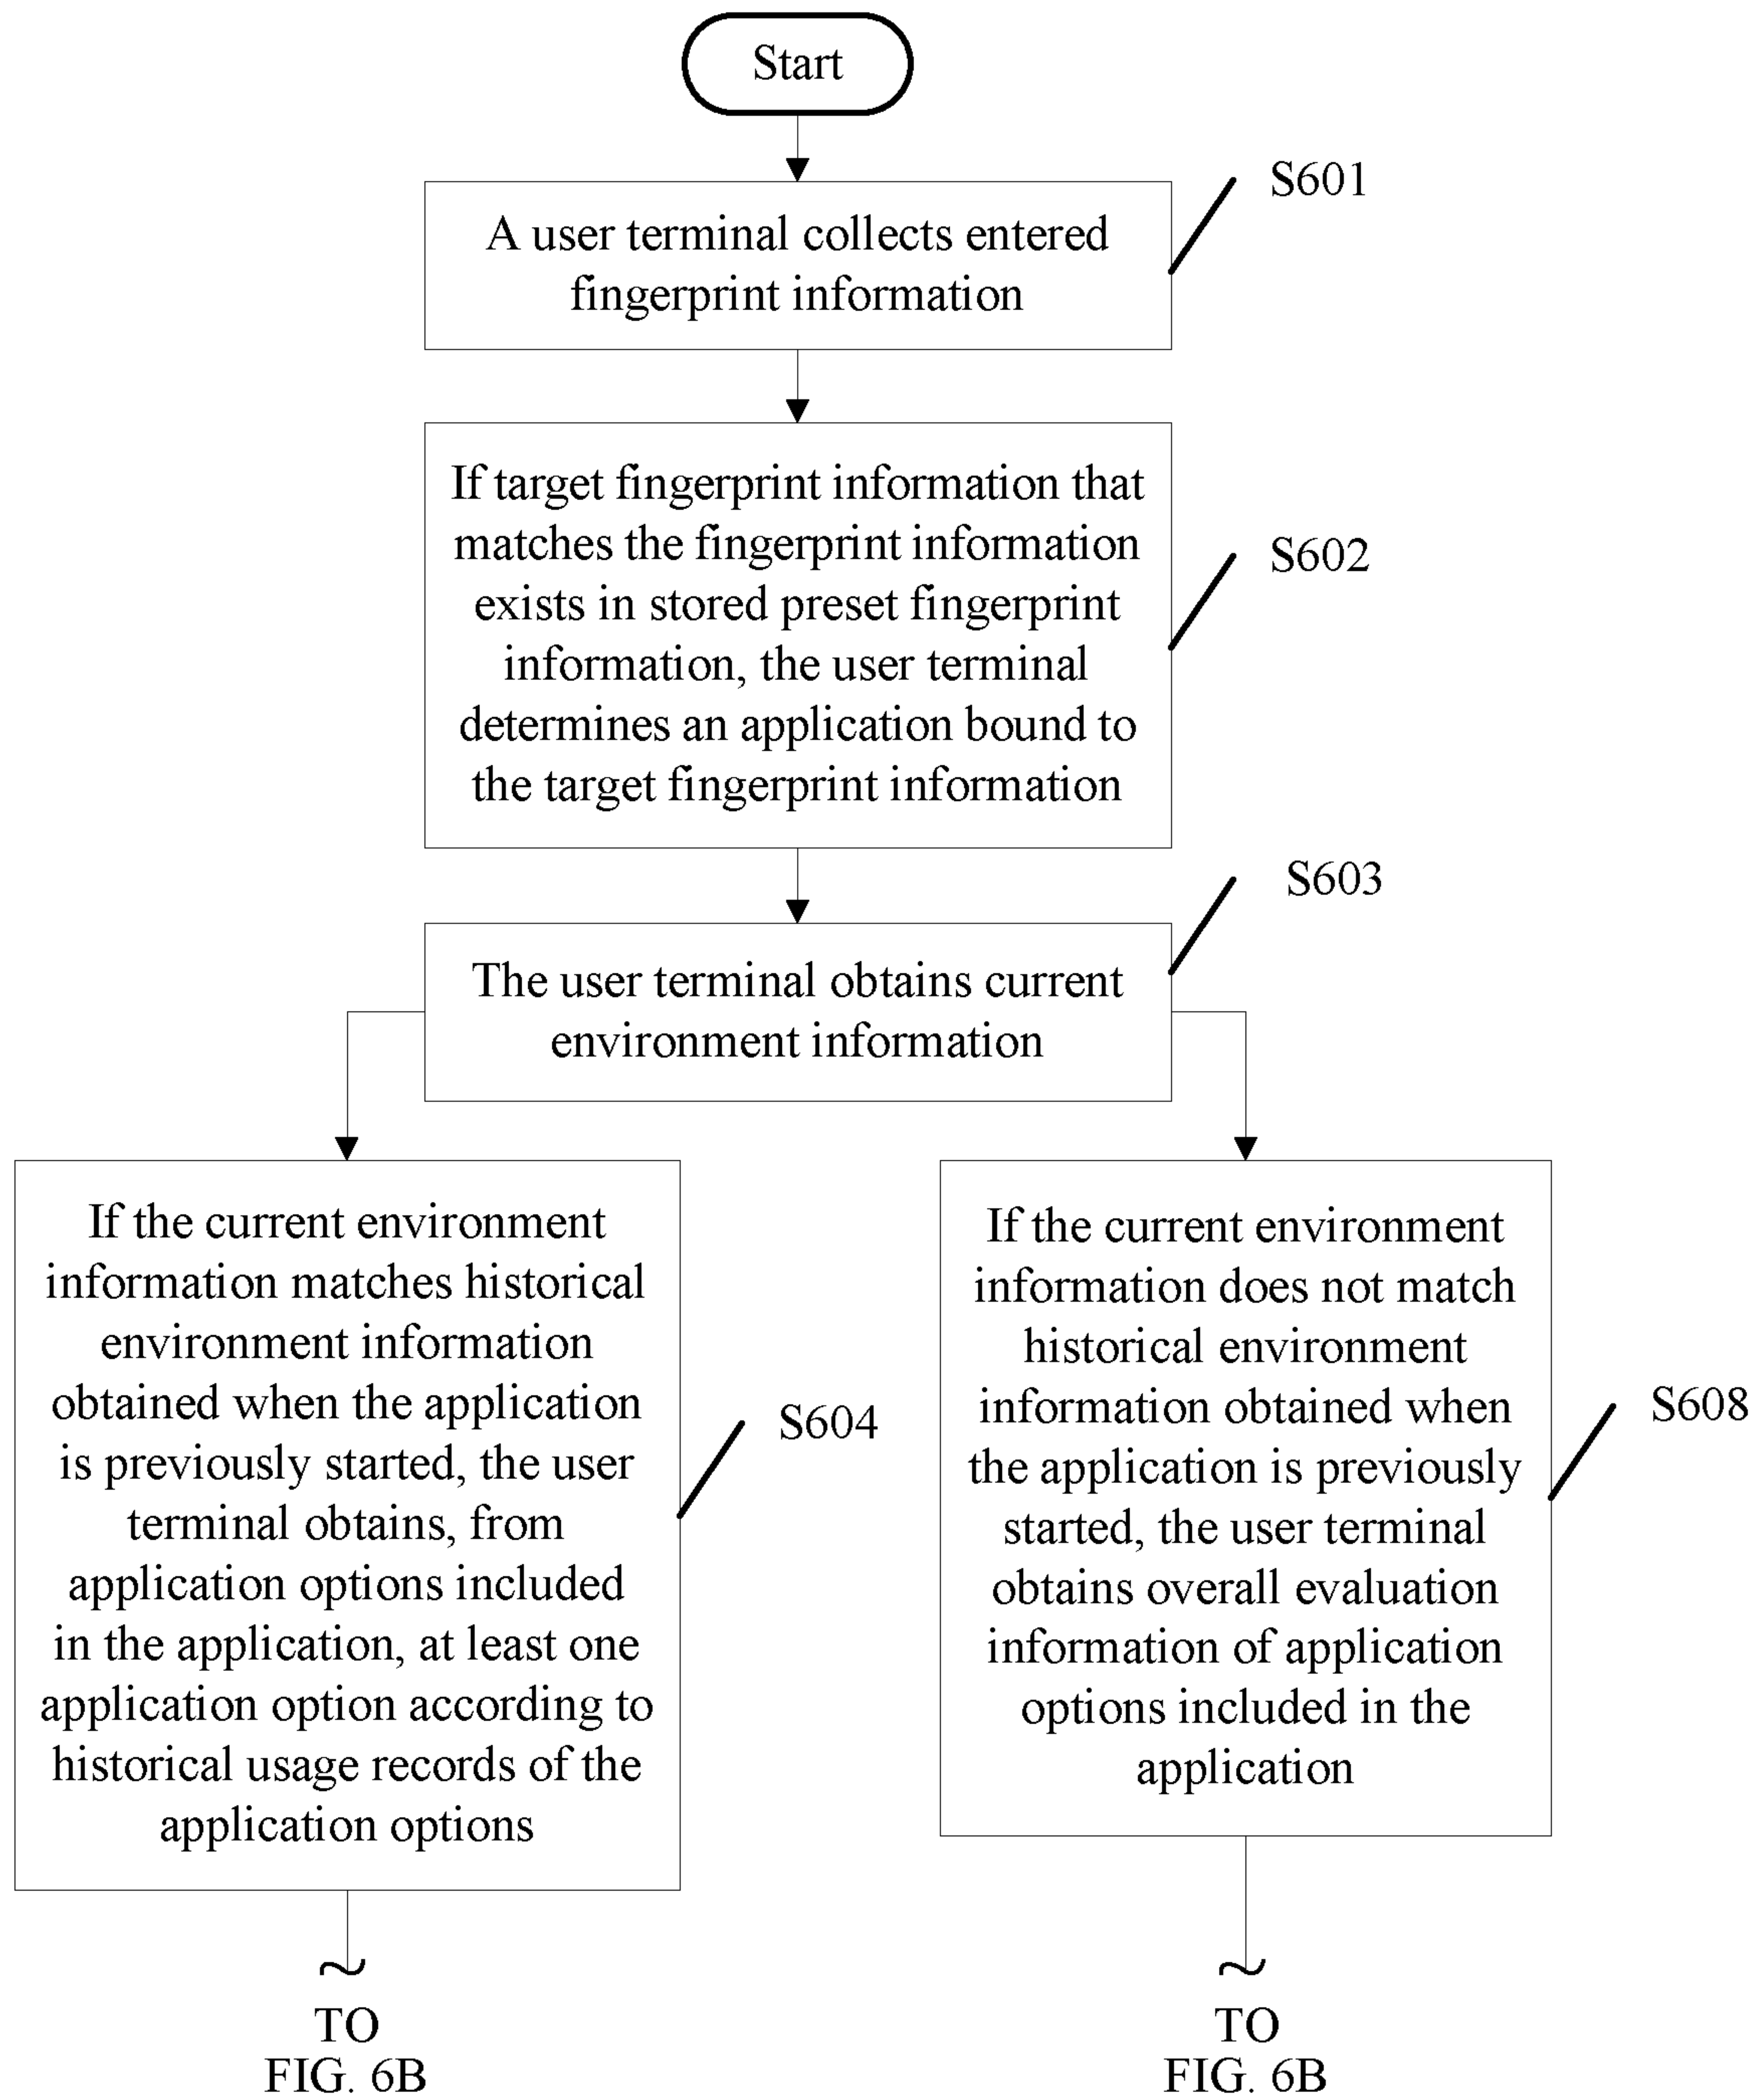 Start
S601
A user terminal collects entered
fingerprint information
If target fingerprint information that
matches the fingerprint information
exists in stored preset fingerprint
information, the user terminal
determines an application bound to
the target fingerprint information
S602
S603
The user terminal obtains current
environment information
If the current environment
information matches historical
environment information
obtained when the application
is previously started, the user
terminal obtains, from
application options included
in the application, at least one
application option according to
historical usage records of the
application options
S604
If the current environment
information does not match
historical environment
information obtained when
the application is previously
started, the user terminal
obtains overall evaluation
information of application
options included in the
application
S608
TO
FIG. 6B
TO
FIG. 6B